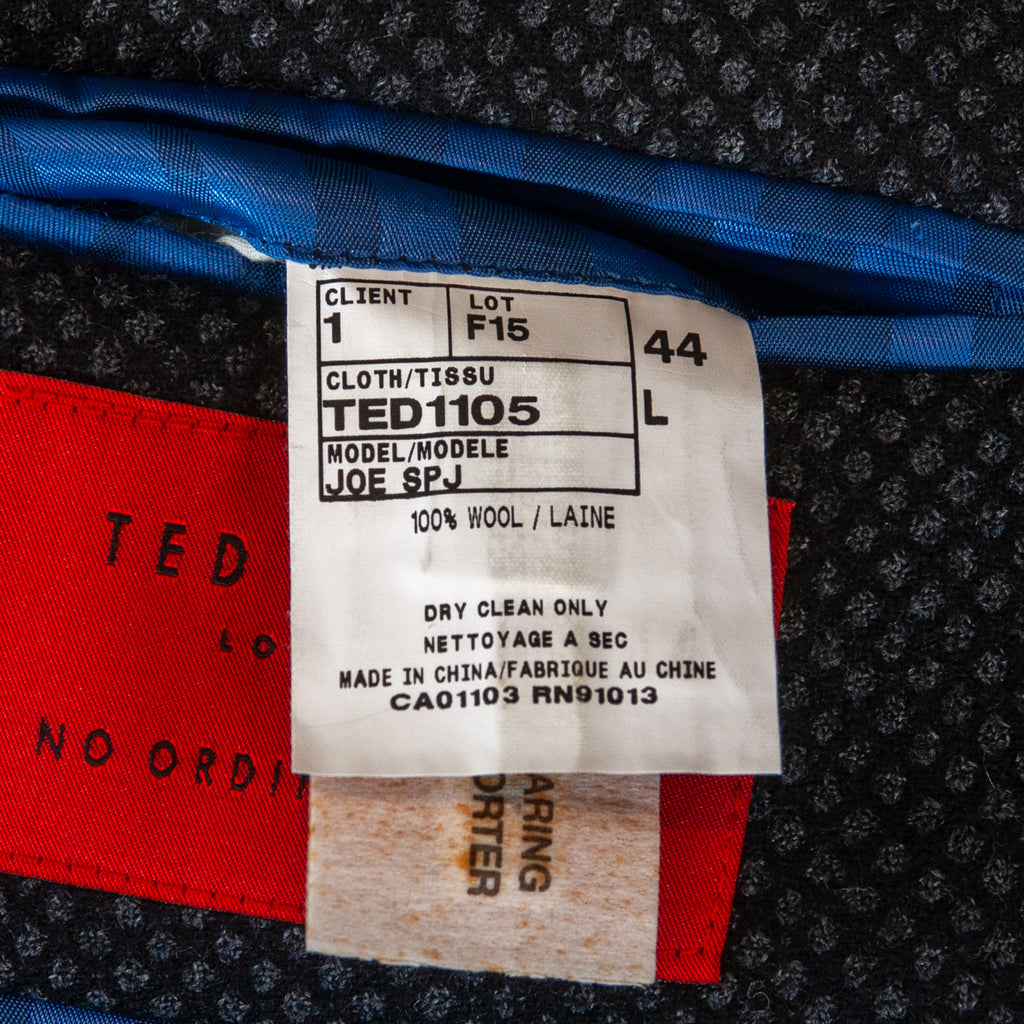 CLIENT
1
LOT
F15
44
L
CLOTH/TISSU
TED1105
MODEL/MODELE
JOE SPJ
100% WOOL / LAINE
DRY CLEAN ONLY
NETTOYAGE A SEC
MADE IN CHINA/FABRIQUE AU CHINE
CA01103 RN91013
TED
LO
NO ORDI
ARING
ORTER